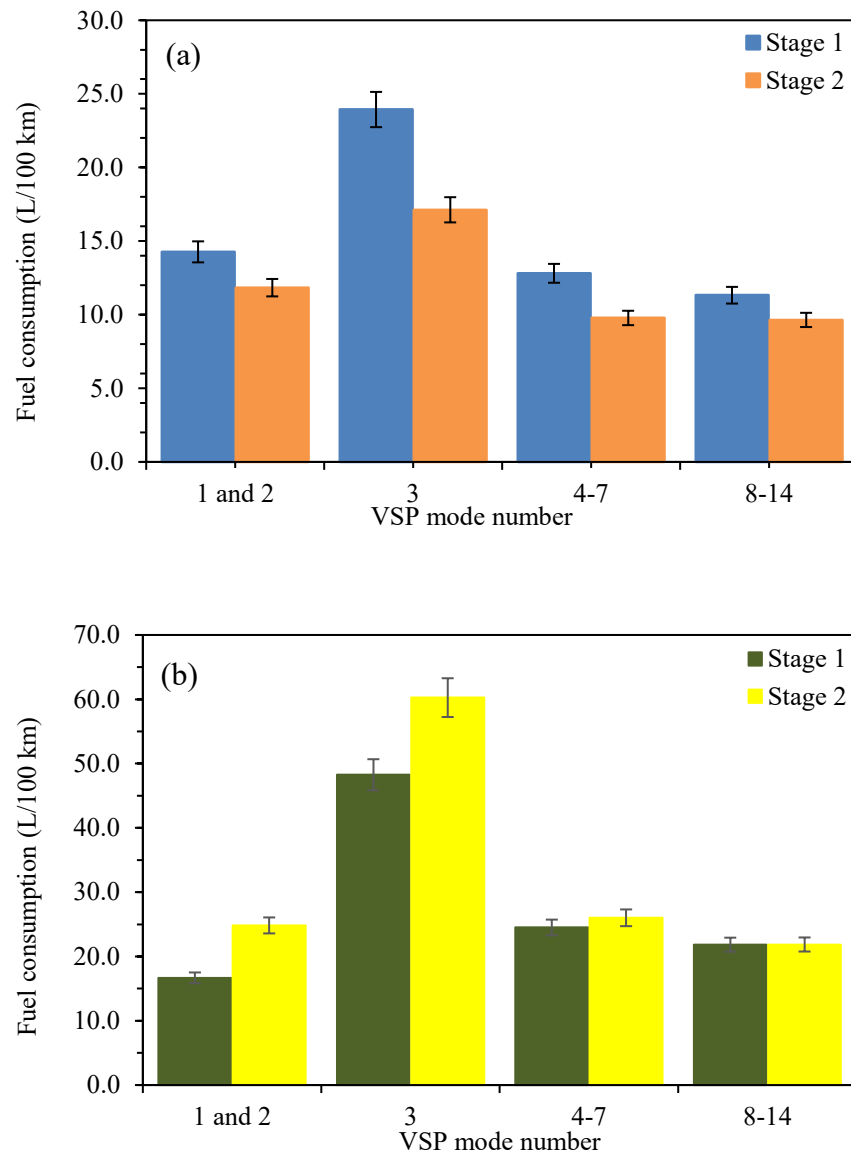 30.0
(a)
Stage 1
Stage 2
25.0
20.0
15.0
10.0
5.0
0.0
Fuel consumption (L/100 km)
1 and 2
3
4-7
8-14
VSP mode number
70.0
(b)
Stage 1
Stage 2
60.0
50.0
40.0
30.0
20.0
10.0
0.0
Fuel consumption (L/100 km)
1 and 2
3
4-7
8-14
VSP mode number